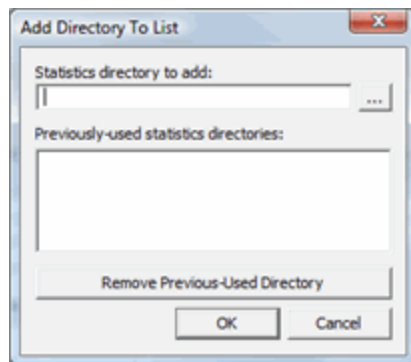 Add Directory To List
Statistics directory to add:
...
Previously-used statistics directories:
Remove Previous-Used Directory
OK
Cancel